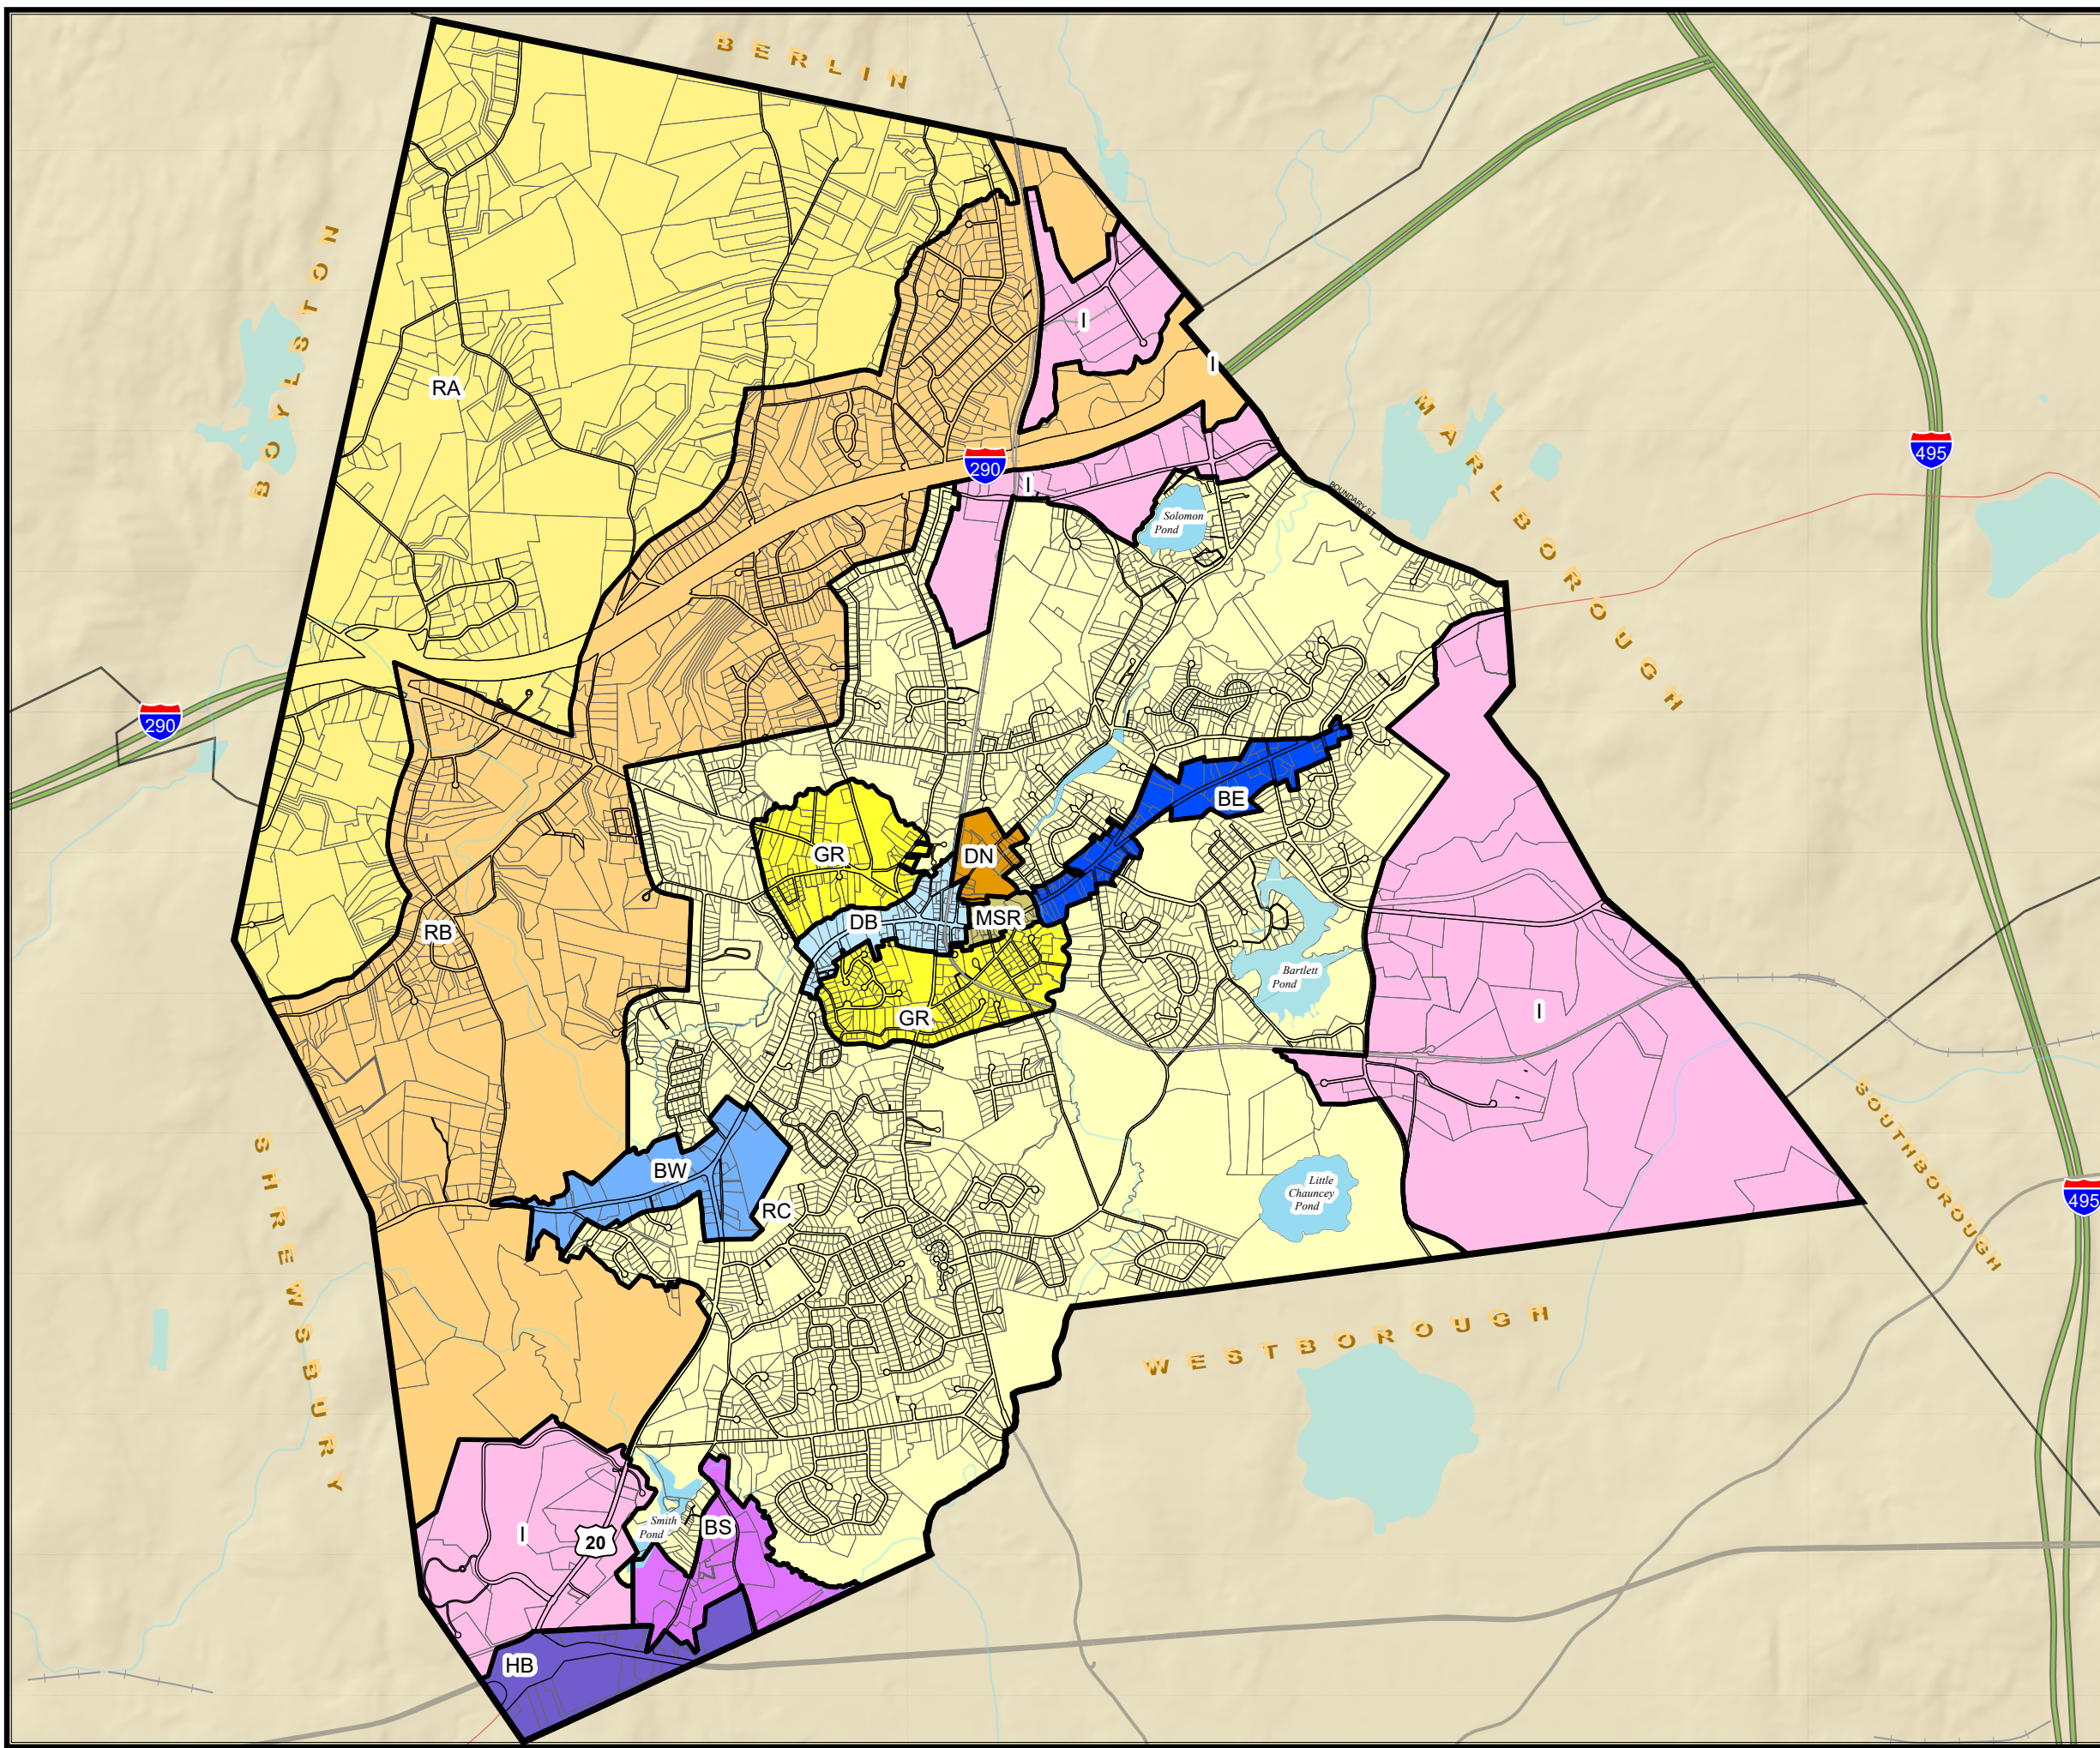 BERLIN
BOYLSTON
RA
I
I
MARLBOROUGH
495
290
I
BOUNDARY ST
Solomon
Pond
290
BE
GR
DN
DB
MSR
RB
Bartlett
Pond
I
GR
SOUTHBOROUGH
SHREWSBURY
BW
Little
Chauncey
Pond
495
RC
WESTBOROUGH
Smith
Pond
BS
I
20
HB